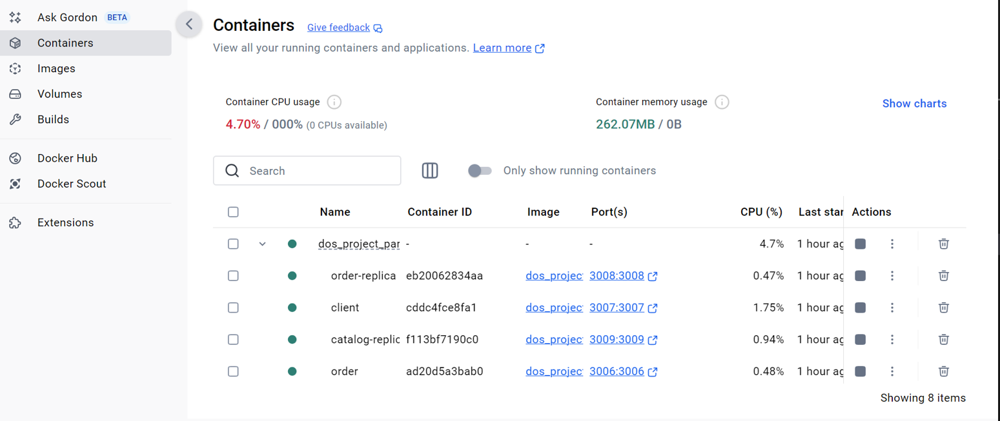 Ask Gordon BETA
Containers
Images
Volumes
Builds
Docker Hub
Docker Scout
Extensions
Containers Give feedback
View all your running containers and applications. Learn more
Container CPU usage
4.70% / 000% (0 CPUs available)
Container memory usage
262.07MB / 0B
Show charts
Search
Only show running containers
Name Container ID Image Port(s) CPU (%) Last star Actions
dos_project_par - - - 4.7% 1 hour ag
order-replica eb20062834aa dos_projec 3008:3008 0.47% 1 hour ag
client cddc4fce8fa1 dos_projec 3007:3007 1.75% 1 hour ag
catalog-replic f113bf7190c0 dos_projec 3009:3009 0.94% 1 hour ag
order ad20d5a3bab0 dos_projec 3006:3006 0.48% 1 hour ag
Showing 8 items